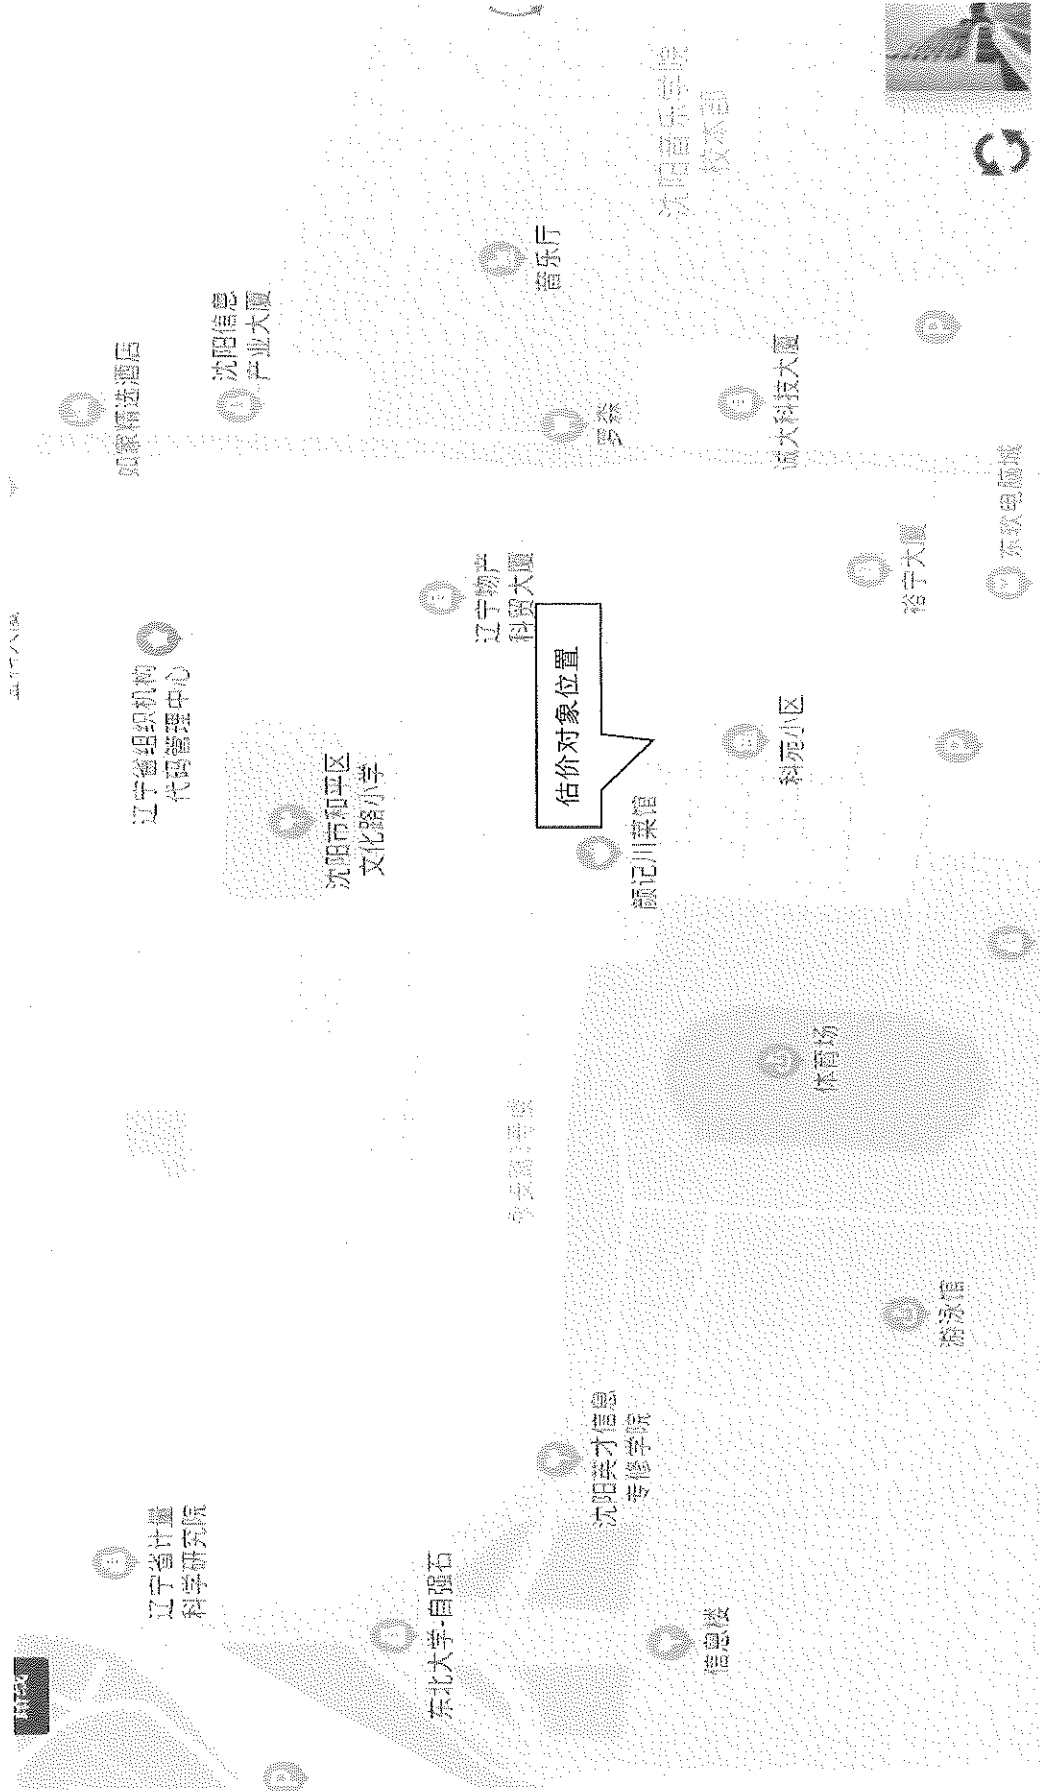 辽宁省计量
科学研究院
东北大学·自强石
沈阳英才信息
专修学院
信息楼
游泳馆
体育场
辽宁省组织机构
代码管理中心
沈阳市和平区
文化路小学
估价对象位置
颜记川菜馆
科苑小区
辽宁物产
科贸大厦
裕宁大厦
东软电脑城
如家精选酒店
沈阳信息
产业大厦
罗森
诚大科技大厦
音乐厅
沈阳音乐学院
校本部